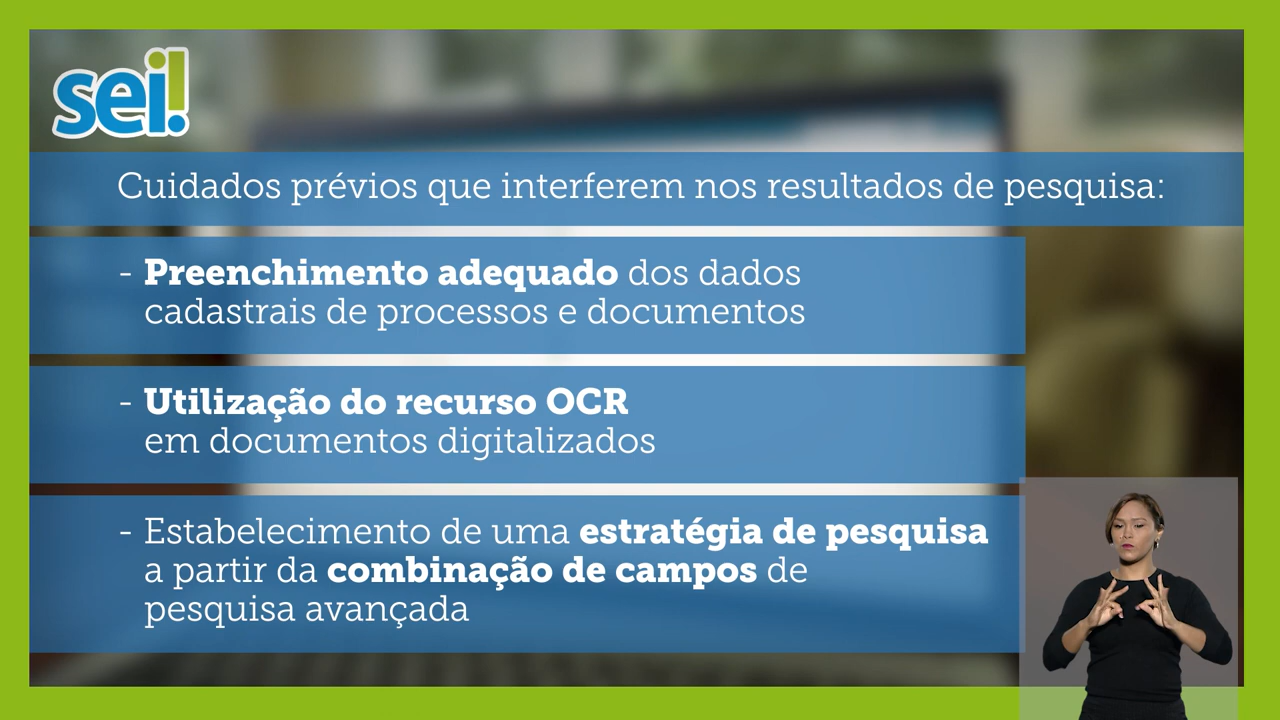 sei!
Cuidados prévios que interferem nos resultados de pesquisa:
- Preenchimento adequado dos dados
cadastrais de processos e documentos
- Utilização do recurso OCR
em documentos digitalizados
- Estabelecimento de uma estratégia de pesquisa
a partir da combinação de campos de
pesquisa avançada